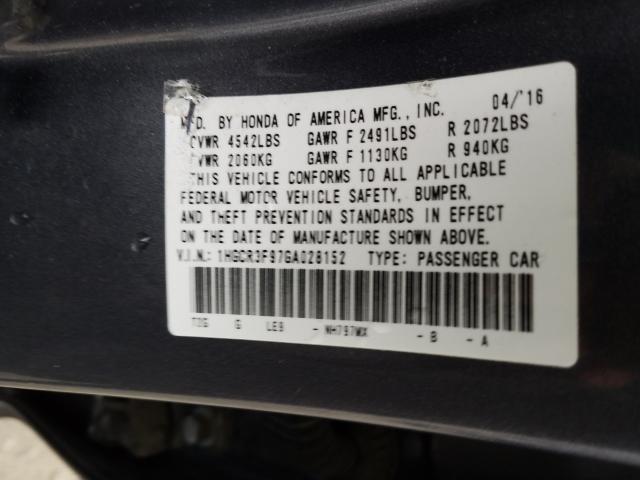 MFD. BY HONDA OF AMERICA MFG., INC. 04/'16
GVWR 4542LBS GAWR F 2491LBS R 2072LBS
GVWR 2060KG GAWR F 1130KG R 940KG
THIS VEHICLE CONFORMS TO ALL APPLICABLE
FEDERAL MOTOR VEHICLE SAFETY, BUMPER,
AND THEFT PREVENTION STANDARDS IN EFFECT
ON THE DATE OF MANUFACTURE SHOWN ABOVE.
V.I.N.: 1HGCR3F97GA028152 TYPE: PASSENGER CAR
T2G G LE9 - NH797MX - B - A